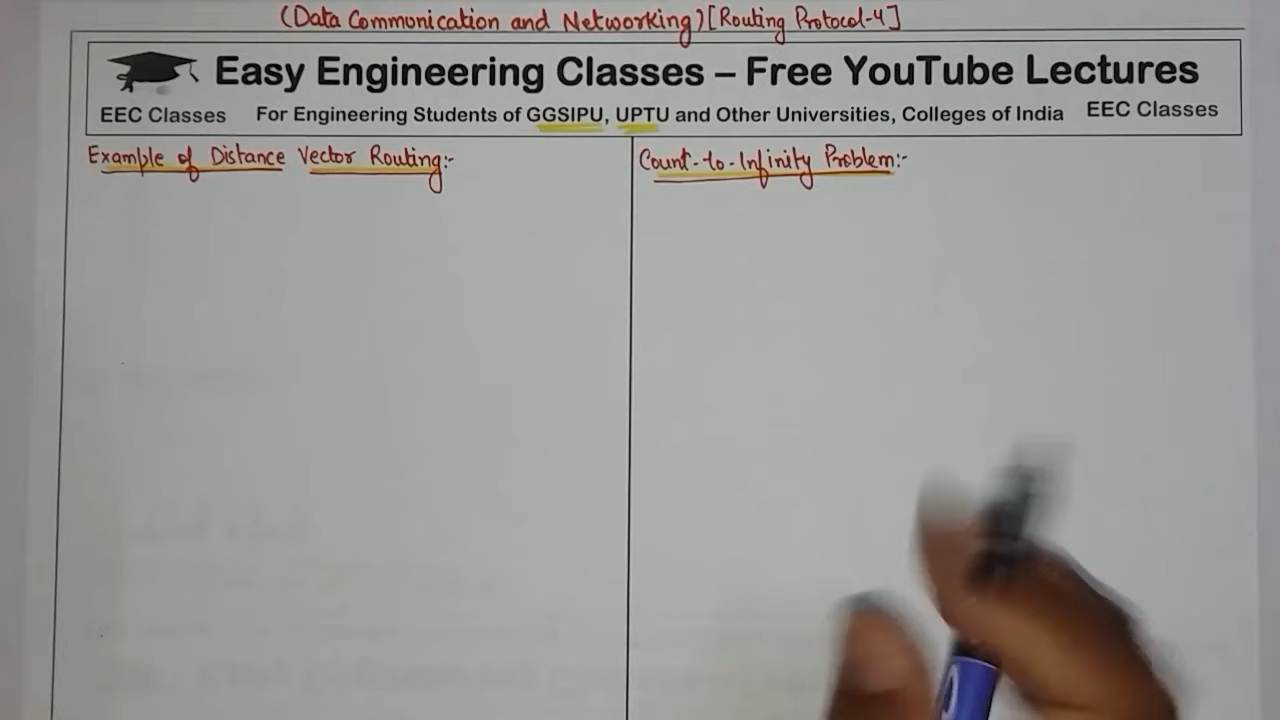 (Data Communication and Networking) [Routing Protocol-4]
Easy Engineering Classes – Free YouTube Lectures
EEC Classes For Engineering Students of GGSIPU, UPTU and Other Universities, Colleges of India EEC Classes
Example of Distance Vector Routing:-
Count-to-Infinity Problem:-